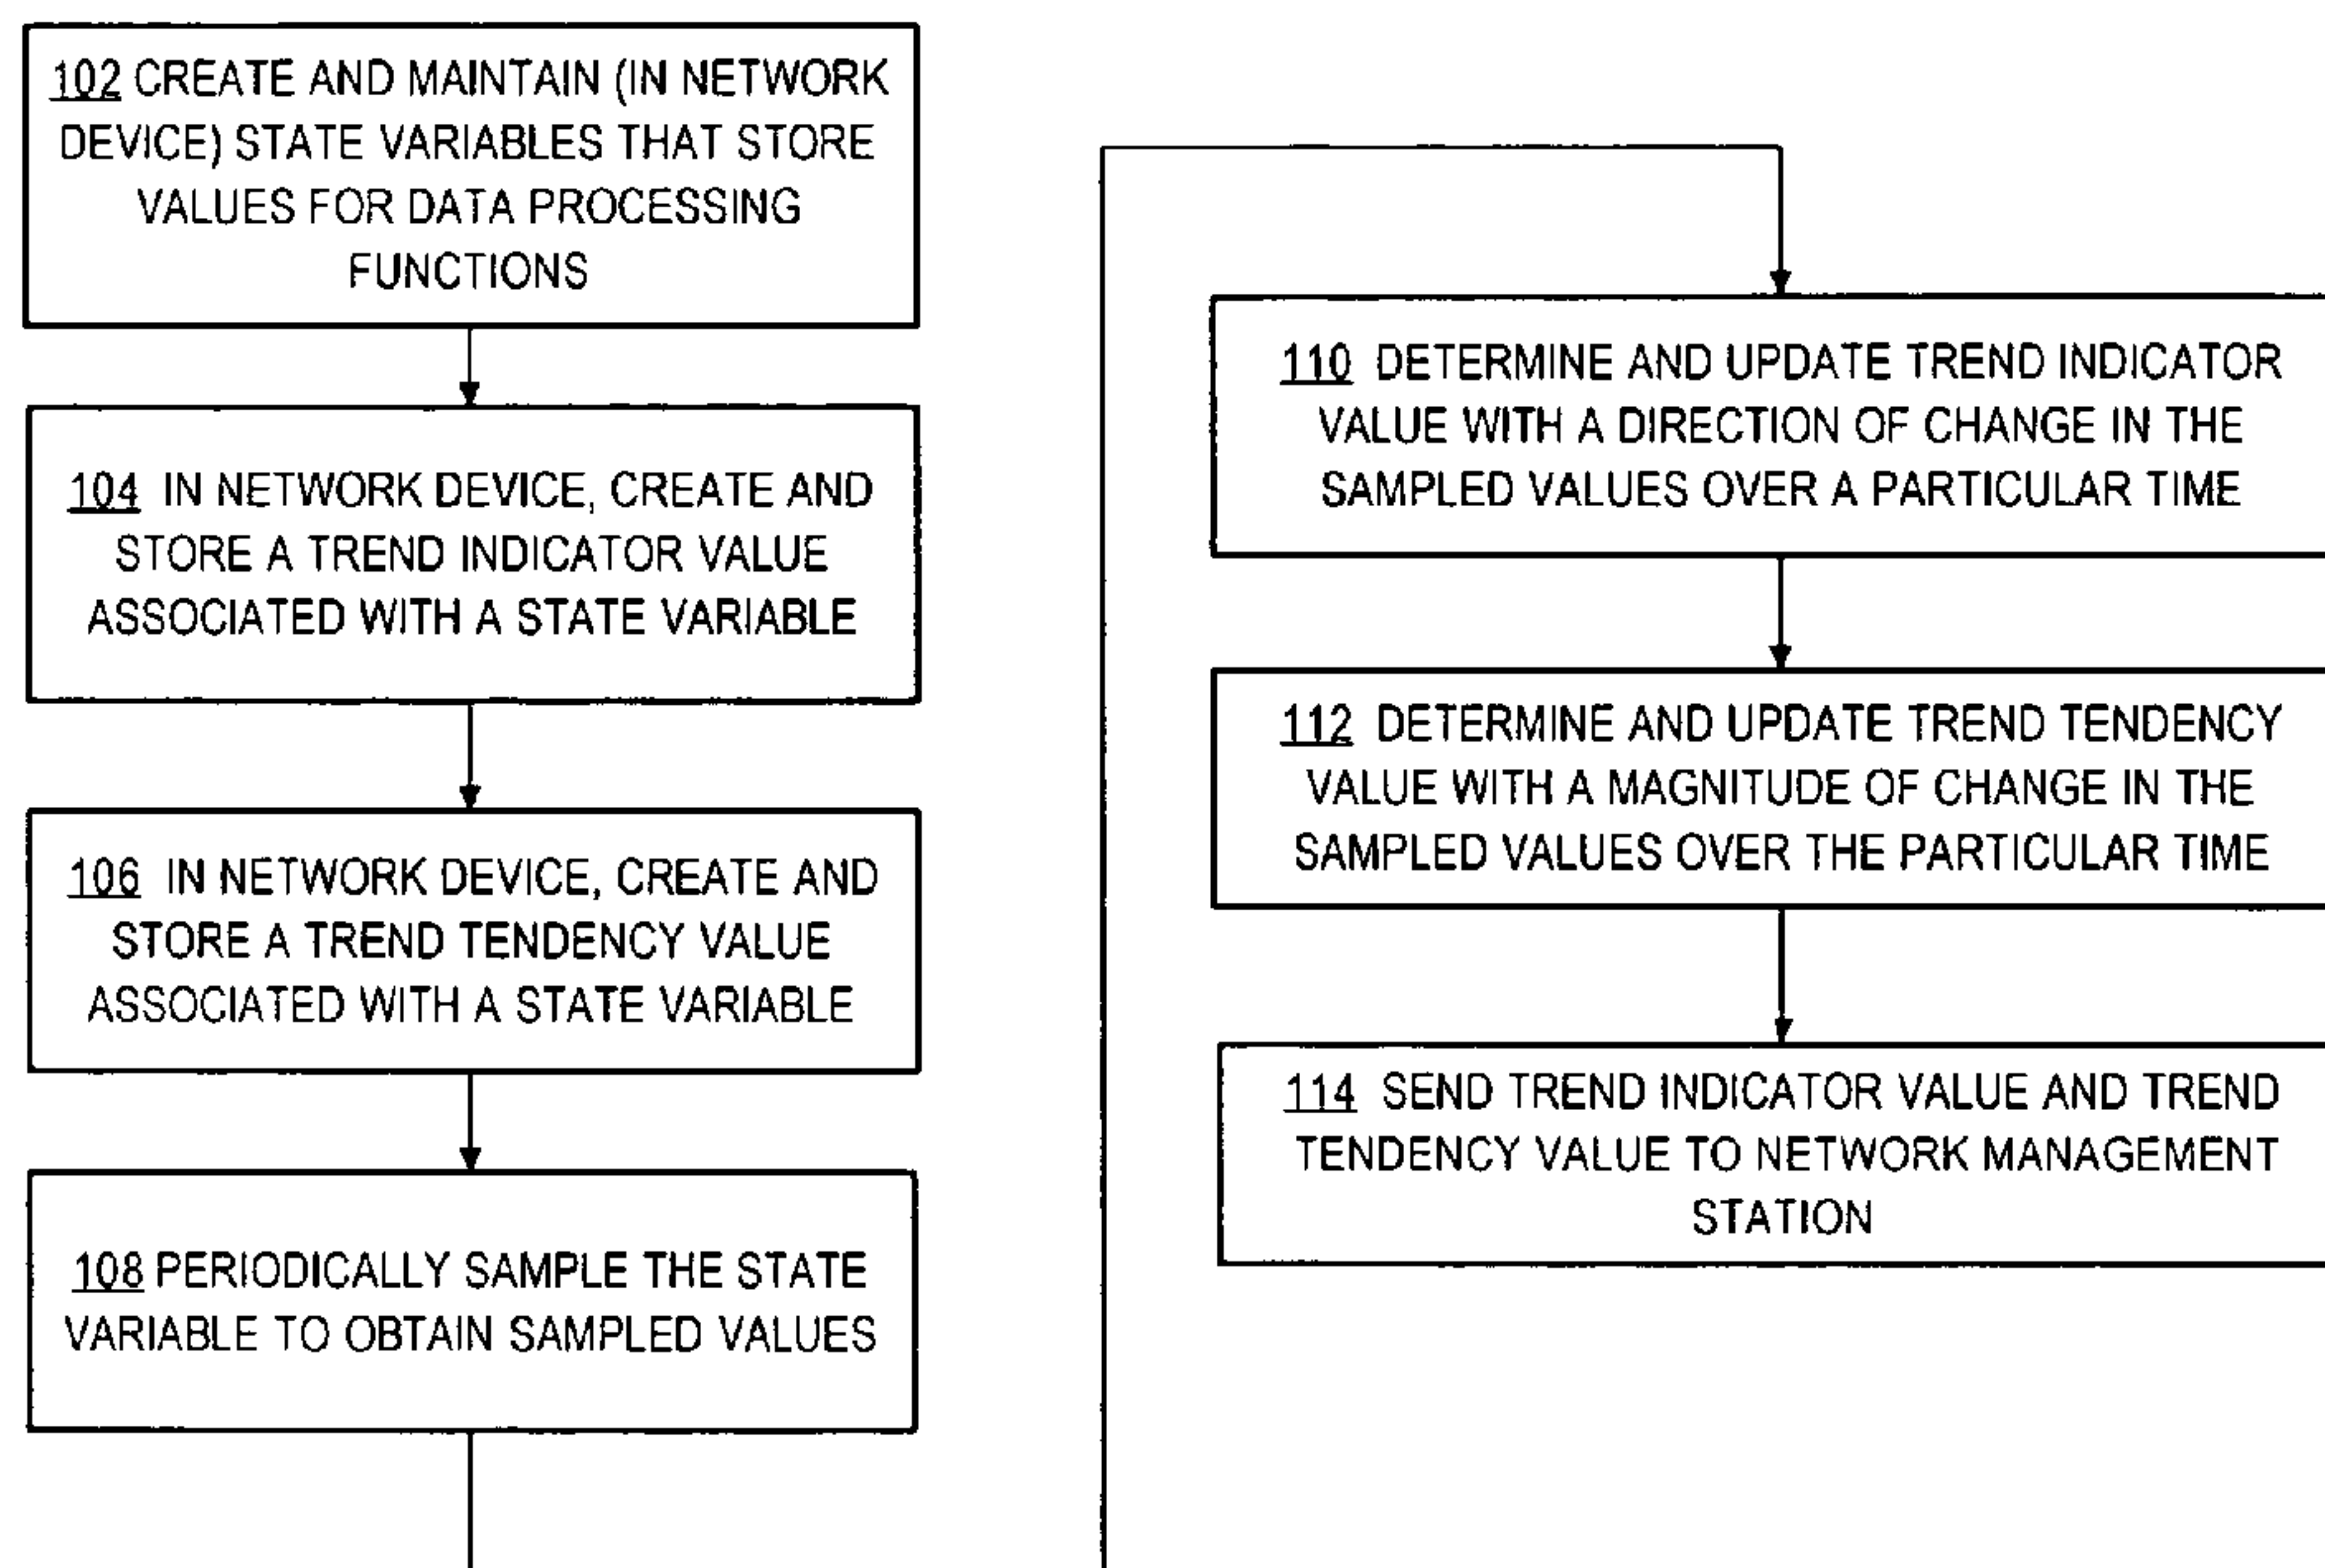 102 CREATE AND MAINTAIN (IN NETWORK
DEVICE) STATE VARIABLES THAT STORE
VALUES FOR DATA PROCESSING
FUNCTIONS
104 IN NETWORK DEVICE, CREATE AND
STORE A TREND INDICATOR VALUE
ASSOCIATED WITH A STATE VARIABLE
106 IN NETWORK DEVICE, CREATE AND
STORE A TREND TENDENCY VALUE
ASSOCIATED WITH A STATE VARIABLE
108 PERIODICALLY SAMPLE THE STATE
VARIABLE TO OBTAIN SAMPLED VALUES
110 DETERMINE AND UPDATE TREND INDICATOR
VALUE WITH A DIRECTION OF CHANGE IN THE
SAMPLED VALUES OVER A PARTICULAR TIME
112 DETERMINE AND UPDATE TREND TENDENCY
VALUE WITH A MAGNITUDE OF CHANGE IN THE
SAMPLED VALUES OVER THE PARTICULAR TIME
114 SEND TREND INDICATOR VALUE AND TREND
TENDENCY VALUE TO NETWORK MANAGEMENT
STATION